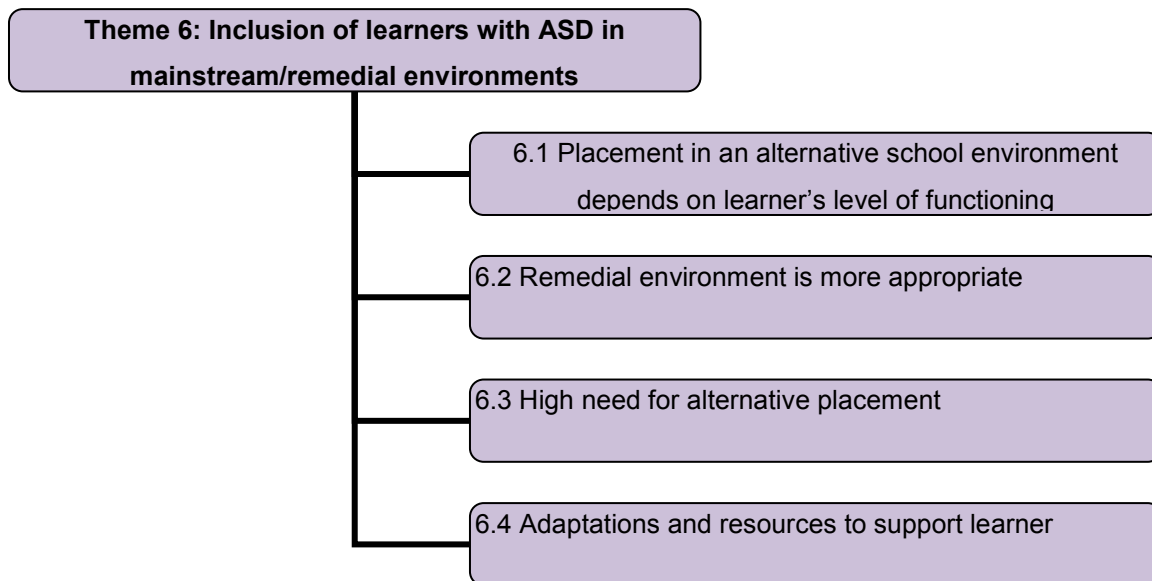 Theme 6: Inclusion of learners with ASD in
mainstream/remedial environments
6.1 Placement in an alternative school environment
depends on learner’s level of functioning
6.2 Remedial environment is more appropriate
6.3 High need for alternative placement
6.4 Adaptations and resources to support learner